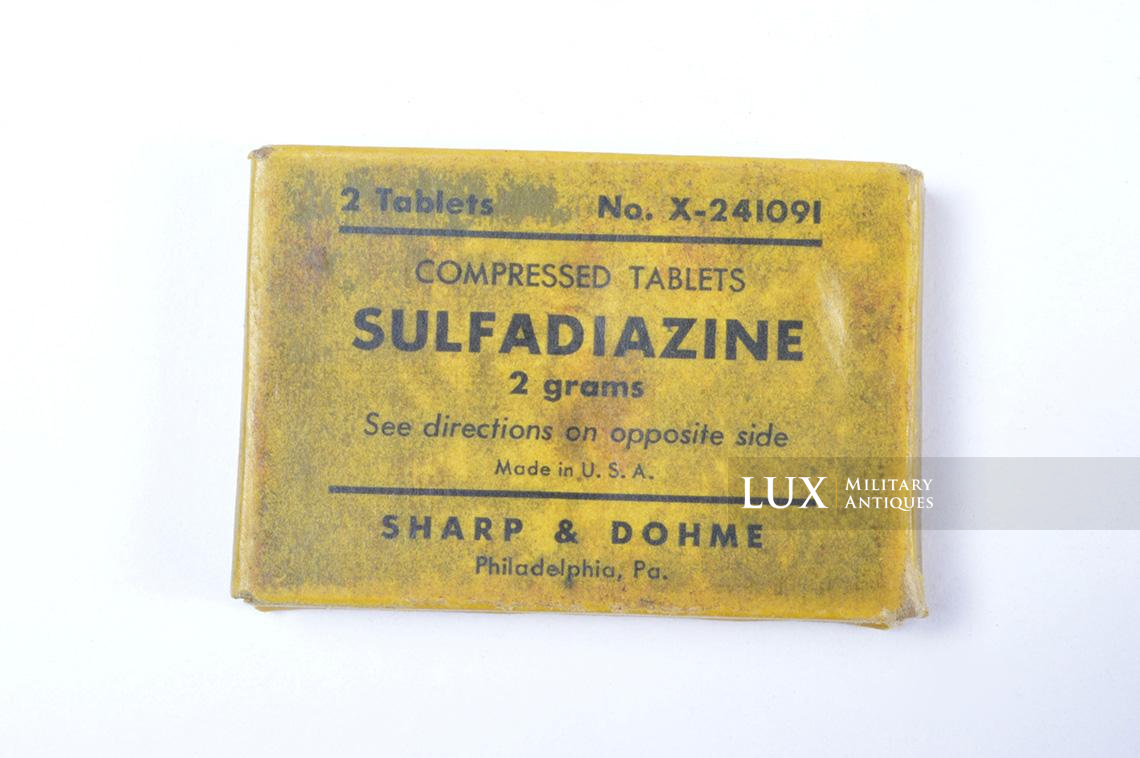 2 Tablets No. X-241091
COMPRESSED TABLETS
SULFADIAZINE
2 grams
See directions on opposite side
Made in U. S. A.
SHARP & DOHME
Philadelphia, Pa.
LUX MILITARY
ANTIQUES